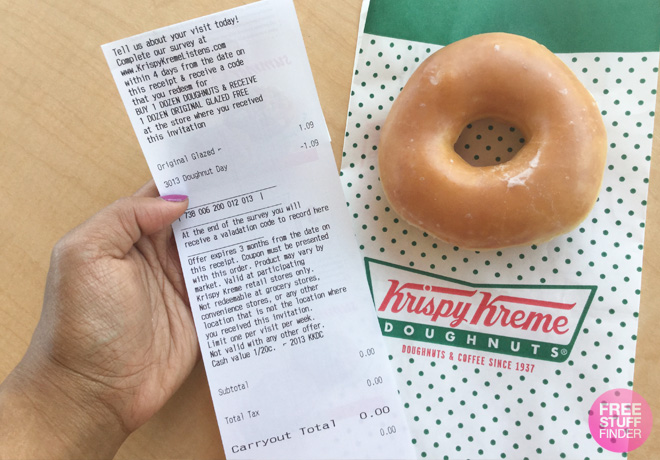 Tell us about your visit today!
Complete our survey at
www.KrispyKremeListens.com
within 4 days from the date on
this receipt & receive a code
that you redeem for
BUY 1 DOZEN DOUGHNUTS & RECEIVE
1 DOZEN ORIGINAL GLAZED FREE
at the store where you received
this invitation
Original Glazed - 1.09
3013 Doughnut Day -1.09
738 006 200 012 013 |
At the end of the survey you will
receive a valadation code to record here
Offer expires 3 months from the date on
this receipt. Coupon must be presented
with this order. Product may vary by
market. Valid at participating
Krispy Kreme retail stores only.
Not redeemable at grocery stores,
convenience stores, or any other
location that is not the location where
you received this invitation.
Limit one per visit per week.
Not valid with any other offer.
Cash value 1/20c. - 2013 KKDC
Subtotal 0.00
Total Tax 0.00
Carryout Total 0.00
0.00
Krispy Kreme
DOUGHNUTS®
DOUGHNUTS & COFFEE SINCE 1937
FREE
STUFF
FINDER